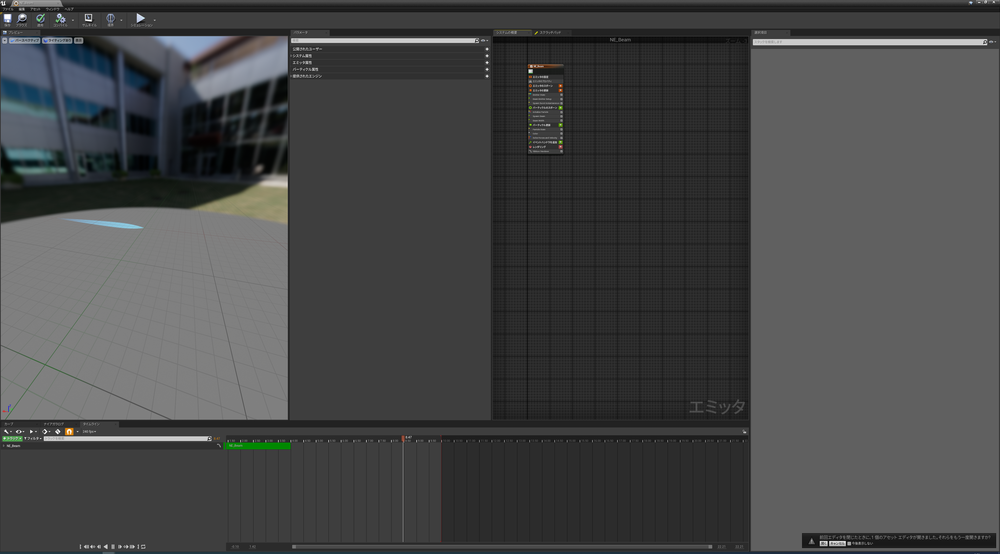 NE_Beam
ファイル 編集 アセット ウィンドウ ヘルプ
保存 ブラウズ 適用 コンパイル サムネイル 境界 シミュレーション
プレビュー
パースペクティブ ライティングあり 表示
パラメータ
検索
公開されたユーザー
システム属性
エミッタ属性
パーティクル属性
提供されたエンジン
システムの概要 スクラッチパッド
NE_Beam
ズーム -3
NE_Beam
エミッタの設定
エミッタのプロパティ
エミッタのスポーン
エミッタの更新
Emitter State
Beam Emitter Setup
Spawn Burst Instantaneous
パーティクルのスポーン
Initialize Particle
Spawn Beam
Beam Width
パーティクル更新
Particle State
Color
Solve Forces and Velocity
イベントハンドラを追加
レンダリング
Ribbon Renderer
エミッタ
選択項目
スタックを検索します
X Z
カーブ ナイアガラログ タイムライン
240 fps
トラック フィルタ トラックを検索 8.47
8.47
1.50 2.00 2.50 3.00 3.50 4.00 4.50 5.00 5.50 6.00 6.50 7.00 7.50 8.00 8.50 9.00 9.50 10.00 10.50 11.00 11.50 12.00 12.50 13.00 13.50 14.00 14.50 15.00 15.50 16.00 16.50 17.00 17.50 18.00 18.50 19.00 19.50 20.00 20.50 21.00 21.50 22
NE_Beam
NE_Beam
-0.10 1.42 22.21 22.21
前回エディタを閉じたときに、1 個のアセット エディタが開きました。それらをもう一度開きますか?
開く キャンセル 今後表示しない